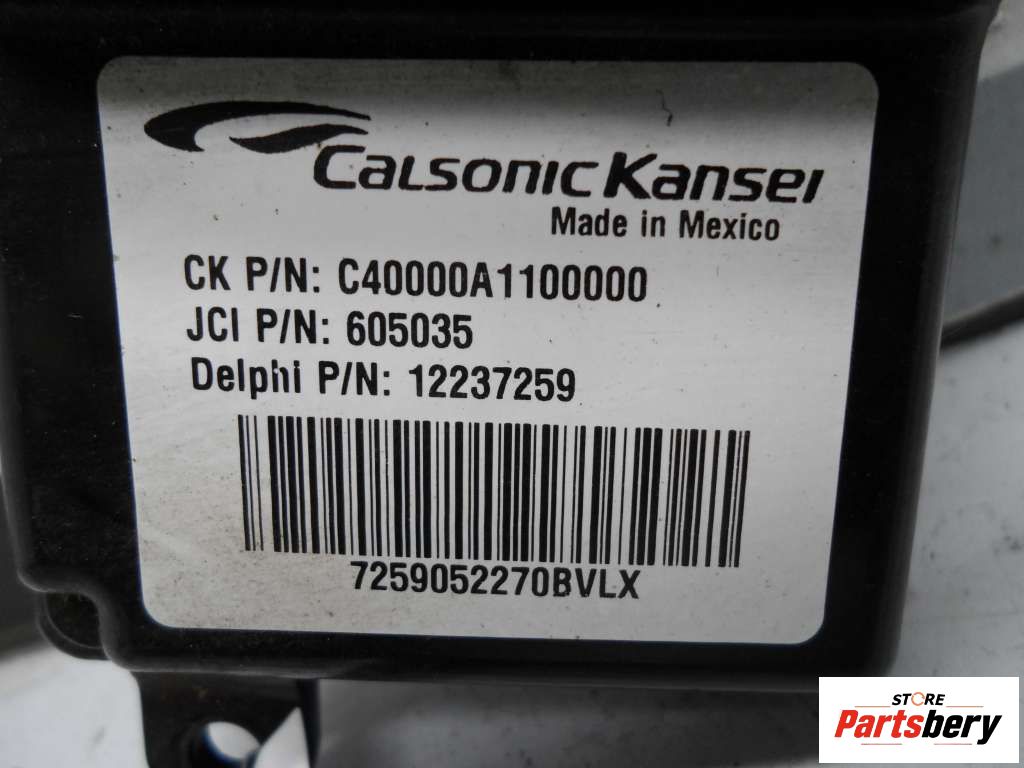 CalsonicKansei
Made in Mexico
CK P/N: C40000A1100000
JCI P/N: 605035
Delphi P/N: 12237259
7259052270BVLX
STORE
Partsbery